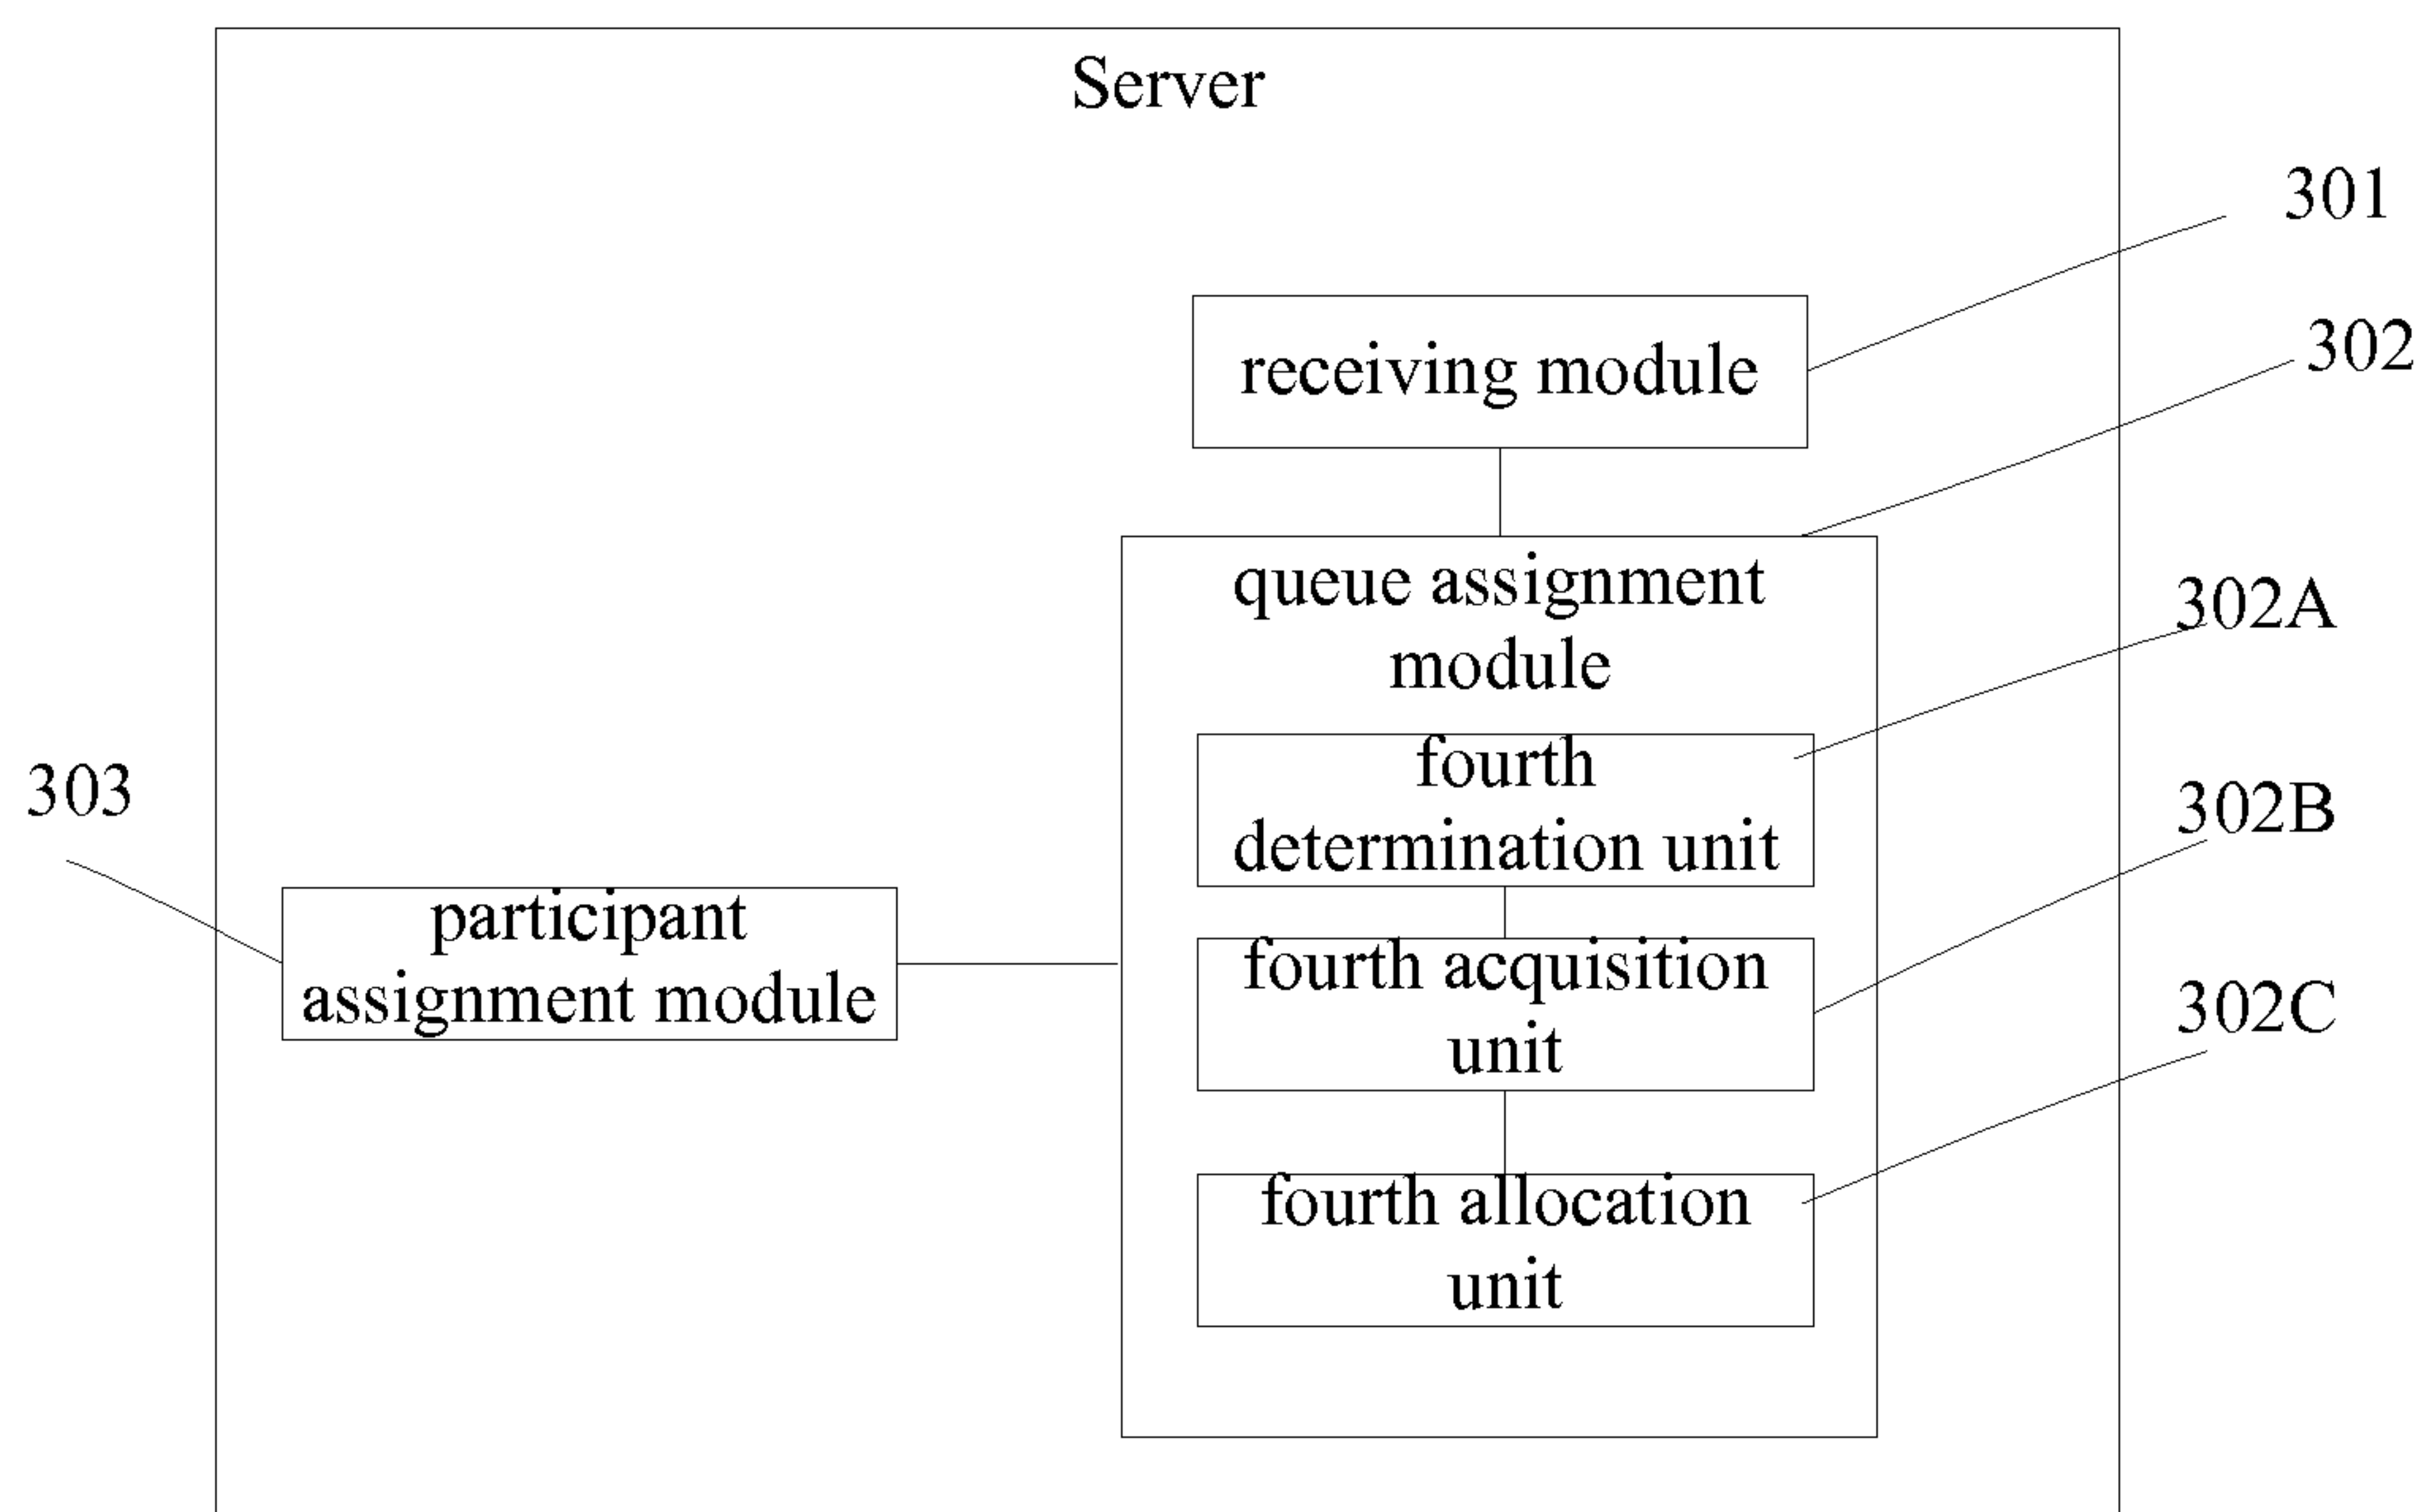 Server
301
receiving module
302
queue assignment
module
302A
fourth
determination unit
303
302B
participant
assignment module
fourth acquisition
unit
302C
fourth allocation
unit